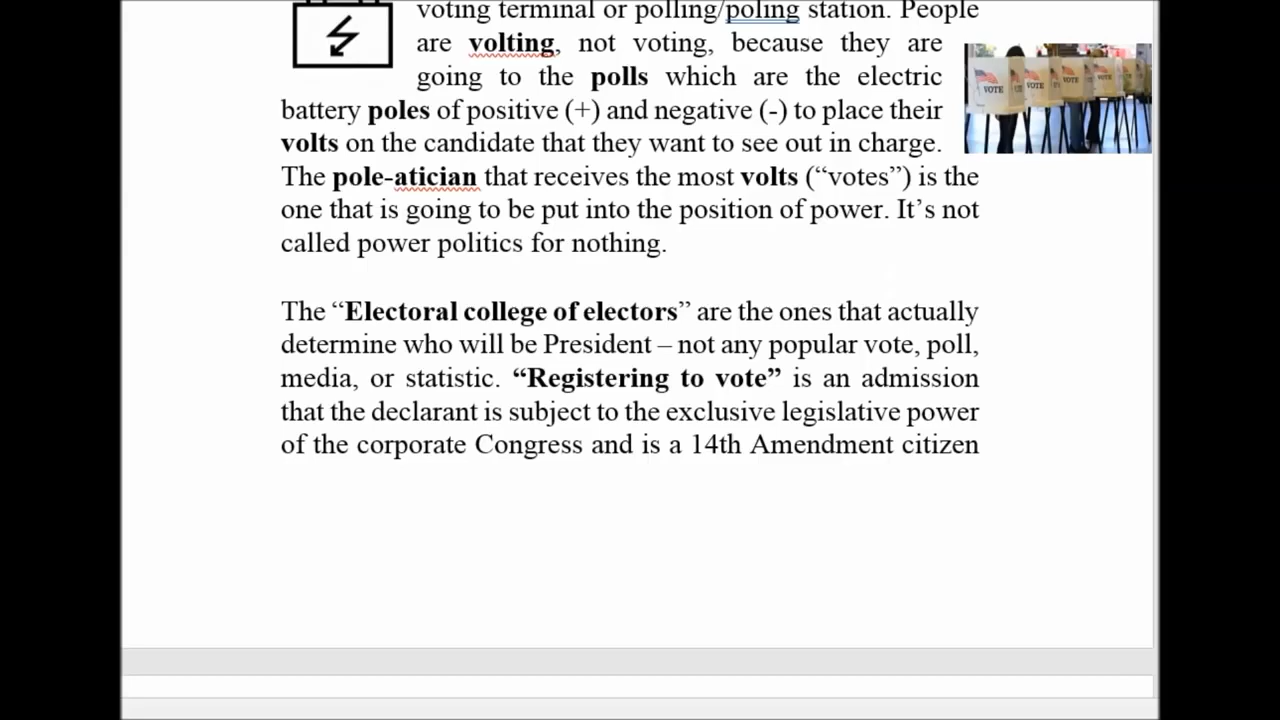 voting terminal or polling/poling station. People
are volting, not voting, because they are
going to the polls which are the electric
battery poles of positive (+) and negative (-) to place their
volts on the candidate that they want to see out in charge.
The pole-atician that receives the most volts (“votes”) is the
one that is going to be put into the position of power. It’s not
called power politics for nothing.
The “Electoral college of electors” are the ones that actually
determine who will be President – not any popular vote, poll,
media, or statistic. “Registering to vote” is an admission
that the declarant is subject to the exclusive legislative power
of the corporate Congress and is a 14th Amendment citizen
VOTE
VOTE
VOTE
VOTE